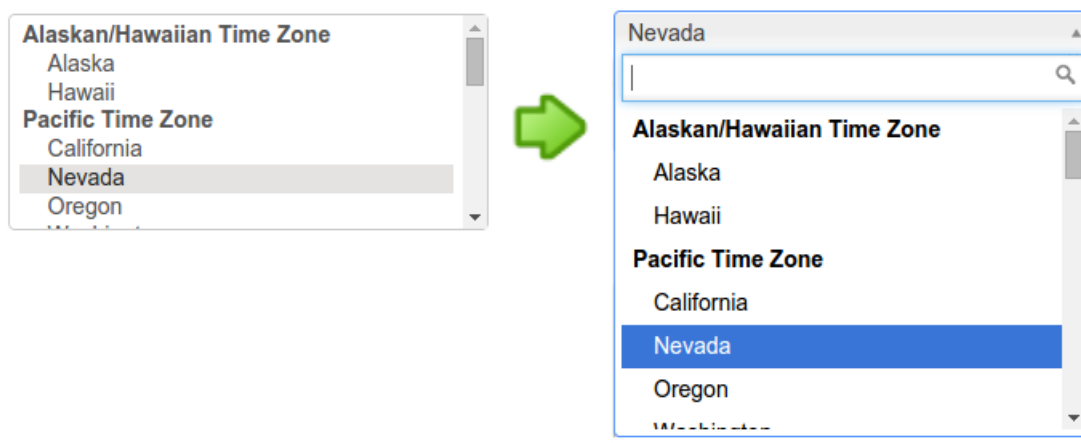 Alaskan/Hawaiian Time Zone
Alaska
Hawaii
Pacific Time Zone
California
Nevada
Oregon
Nevada
Alaskan/Hawaiian Time Zone
Alaska
Hawaii
Pacific Time Zone
California
Nevada
Oregon
Washington